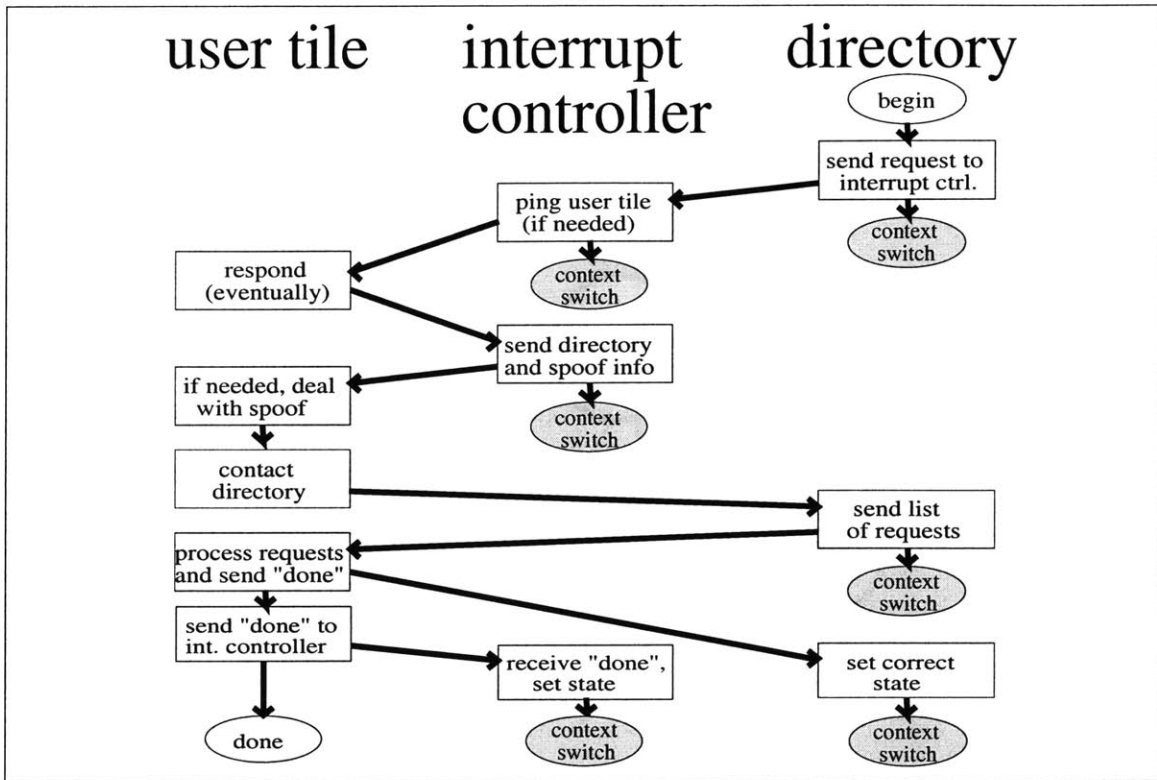 user tile
interrupt
controller
directory
begin
send request to
interrupt ctrl.
context
switch
ping user tile
(if needed)
context
switch
respond
(eventually)
send directory
and spoof info
context
switch
if needed, deal
with spoof
contact
directory
send list
of requests
context
switch
process requests
and send "done"
send "done" to
int. controller
receive "done",
set state
set correct
state
done
context
switch
context
switch